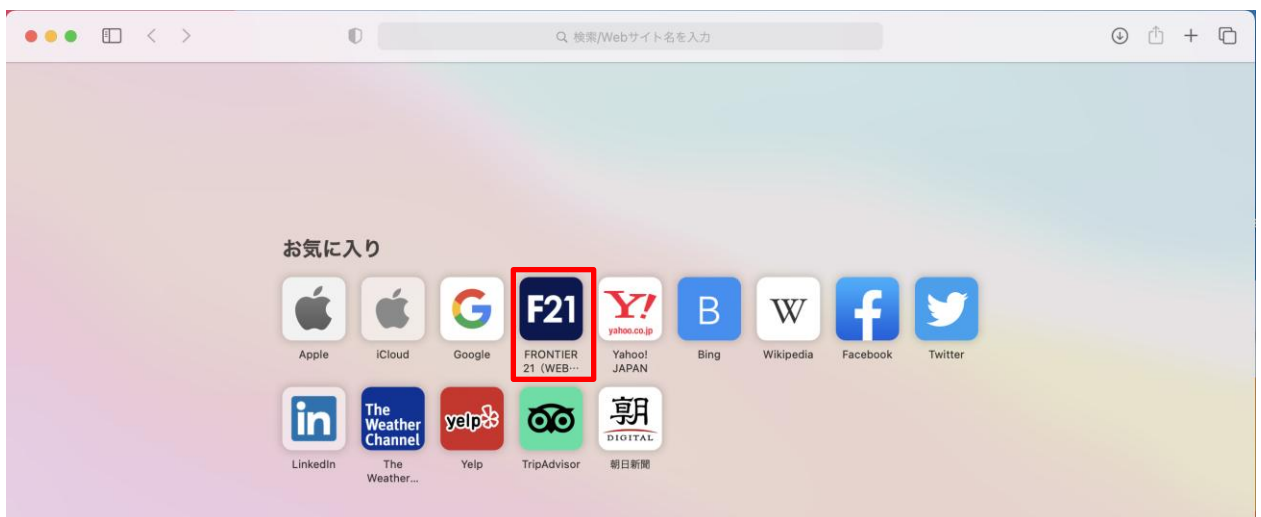 検索/Webサイト名を入力
お気に入り
F21
Y!
yahoo.co.jp
B
W
f
Apple
iCloud
Google
FRONTIER
21（WEB…
Yahoo!
JAPAN
Bing
Wikipedia
Facebook
Twitter
in
The
Weather
Channel
yelp
朝
DIGITAL
LinkedIn
The
Weather...
Yelp
TripAdvisor
朝日新聞